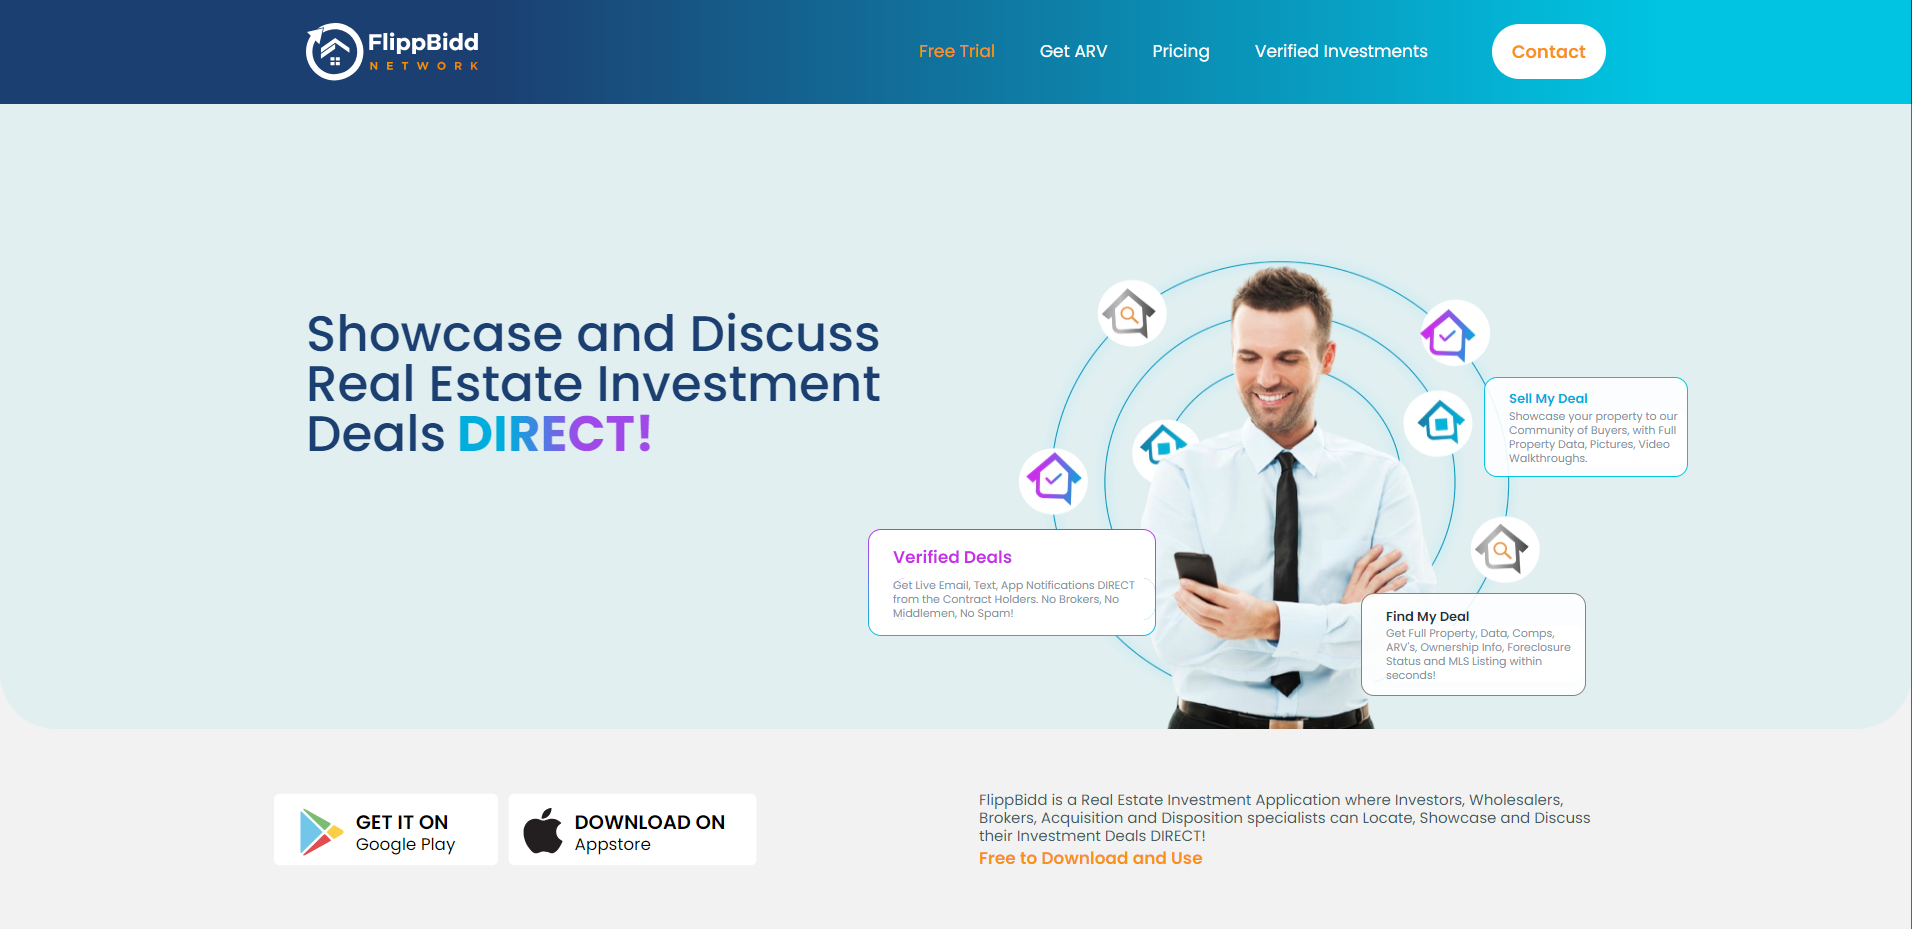 FlippBidd
NETWORK
Free Trial
Get ARV
Pricing
Verified Investments
Contact
Showcase and Discuss
Real Estate Investment
Deals DIRECT!
Sell My Deal
Showcase your property to our
Community of Buyers, with Full
Property Data, Pictures, Video
Walkthroughs.
Verified Deals
Get Live Email, Text, App Notifications DIRECT
from the Contract Holders. No Brokers, No
Middlemen, No Spam!
Find My Deal
Get Full Property, Data, Comps,
ARV's, Ownership Info, Foreclosure
Status and MLS Listing within
seconds!
GET IT ON
Google Play
DOWNLOAD ON
Appstore
FlippBidd is a Real Estate Investment Application where Investors, Wholesalers,
Brokers, Acquisition and Disposition specialists can Locate, Showcase and Discuss
their Investment Deals DIRECT!
Free to Download and Use